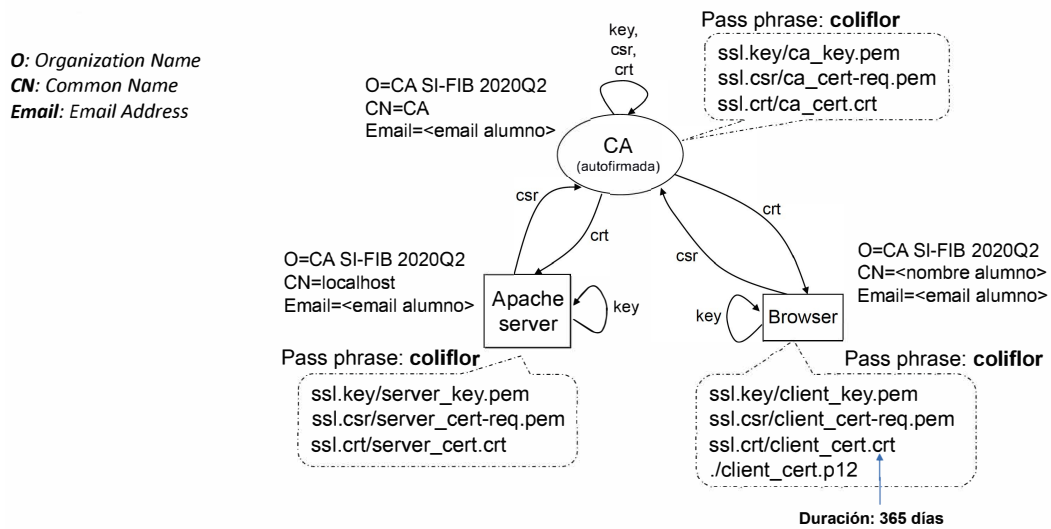 O: Organization Name
CN: Common Name
Email: Email Address
O=CA SI-FIB 2020Q2
CN=CA
Email=<email alumno>
key,
csr,
crt
Pass phrase: coliflor
ssl.key/ca_key.pem
ssl.csr/ca_cert-req.pem
ssl.crt/ca_cert.crt
CA
(autofirmada)
csr
crt
csr
crt
O=CA SI-FIB 2020Q2
CN=localhost
Email=<email alumno>
Apache
server
key
Pass phrase: coliflor
ssl.key/server_key.pem
ssl.csr/server_cert-req.pem
ssl.crt/server_cert.crt
O=CA SI-FIB 2020Q2
CN=<nombre alumno>
Email=<email alumno>
key
Browser
Pass phrase: coliflor
ssl.key/client_key.pem
ssl.csr/client_cert-req.pem
ssl.crt/client_cert.crt
./client_cert.p12
Duración: 365 días